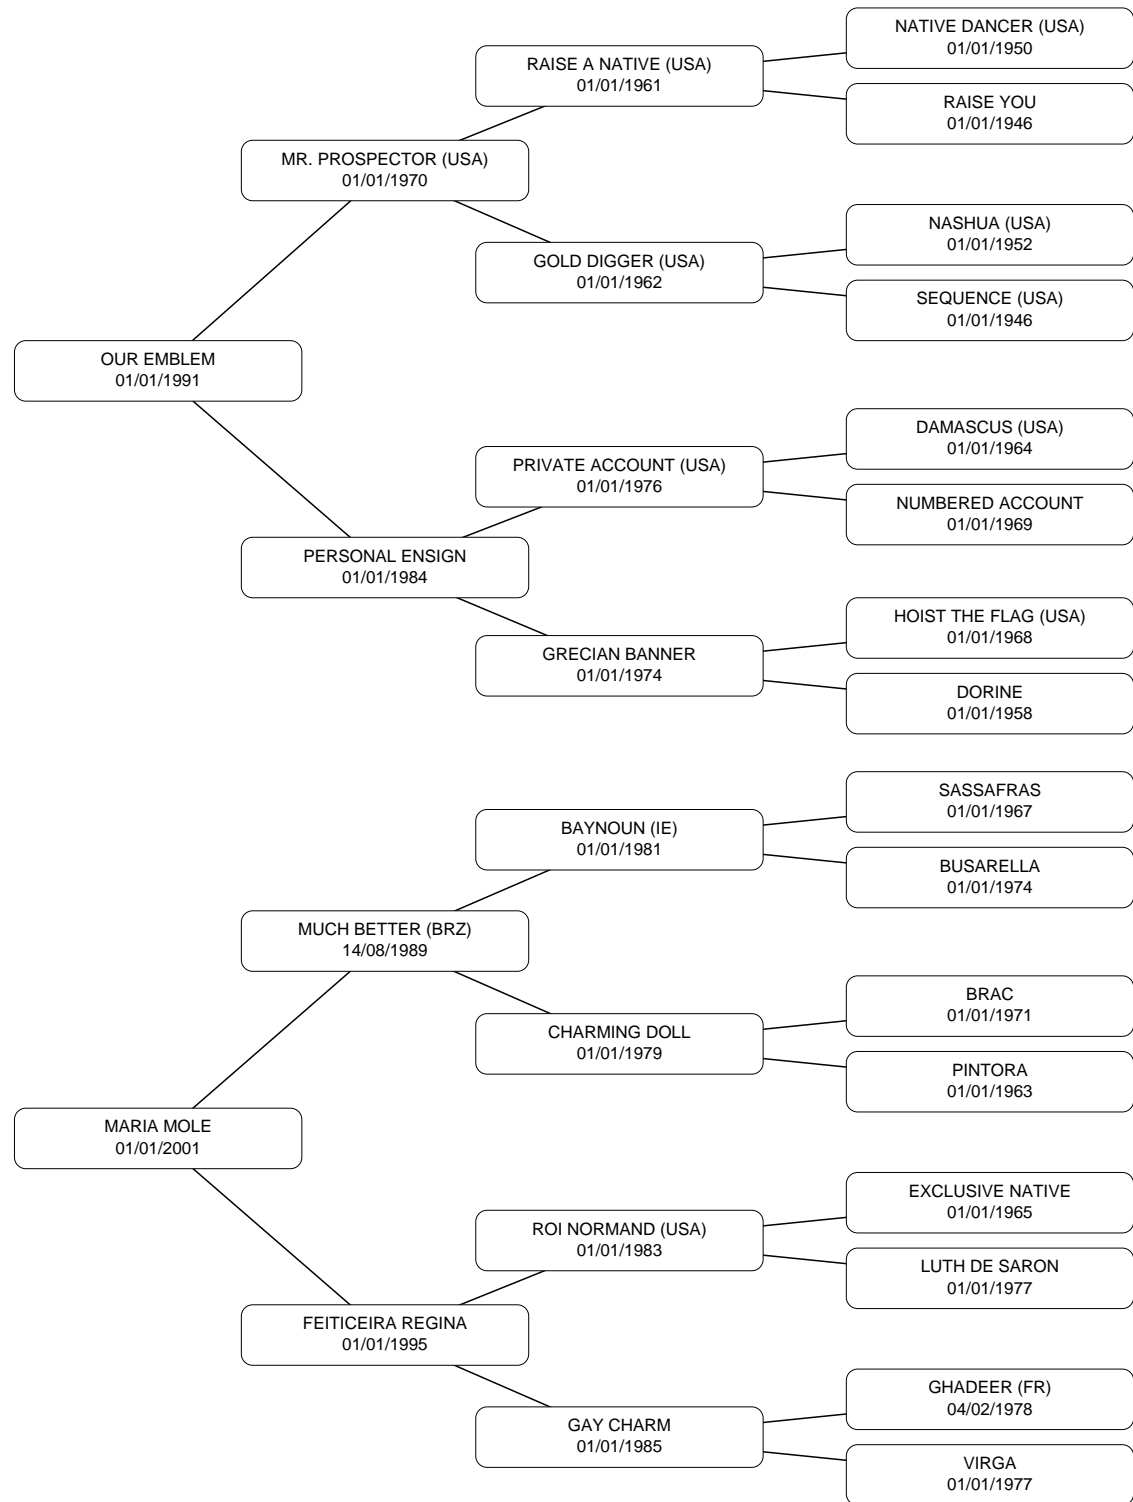 NATIVE DANCER (USA)
01/01/1950
RAISE A NATIVE (USA)
01/01/1961
RAISE YOU
01/01/1946
MR. PROSPECTOR (USA)
01/01/1970
NASHUA (USA)
01/01/1952
GOLD DIGGER (USA)
01/01/1962
SEQUENCE (USA)
01/01/1946
OUR EMBLEM
01/01/1991
DAMASCUS (USA)
01/01/1964
PRIVATE ACCOUNT (USA)
01/01/1976
NUMBERED ACCOUNT
01/01/1969
PERSONAL ENSIGN
01/01/1984
HOIST THE FLAG (USA)
01/01/1968
GRECIAN BANNER
01/01/1974
DORINE
01/01/1958
SASSAFRAS
01/01/1967
BAYNOUN (IE)
01/01/1981
BUSARELLA
01/01/1974
MUCH BETTER (BRZ)
14/08/1989
BRAC
01/01/1971
CHARMING DOLL
01/01/1979
PINTORA
01/01/1963
MARIA MOLE
01/01/2001
EXCLUSIVE NATIVE
01/01/1965
ROI NORMAND (USA)
01/01/1983
LUTH DE SARON
01/01/1977
FEITICEIRA REGINA
01/01/1995
GHADEER (FR)
04/02/1978
GAY CHARM
01/01/1985
VIRGA
01/01/1977